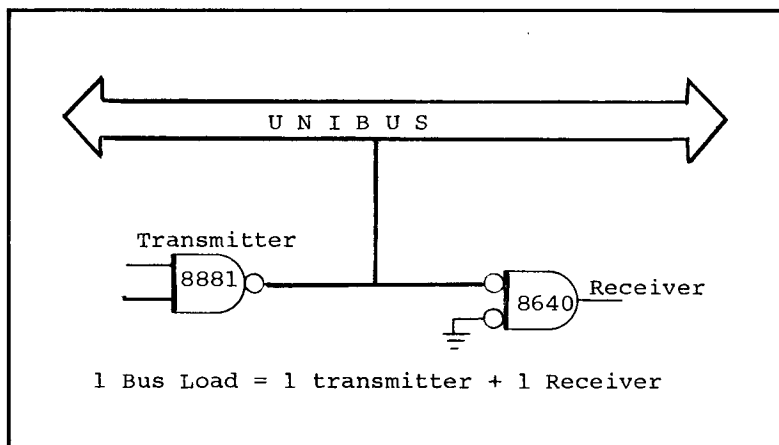 U N I B U S
Transmitter
8881
8640
Receiver
1 Bus Load = 1 transmitter + 1 Receiver